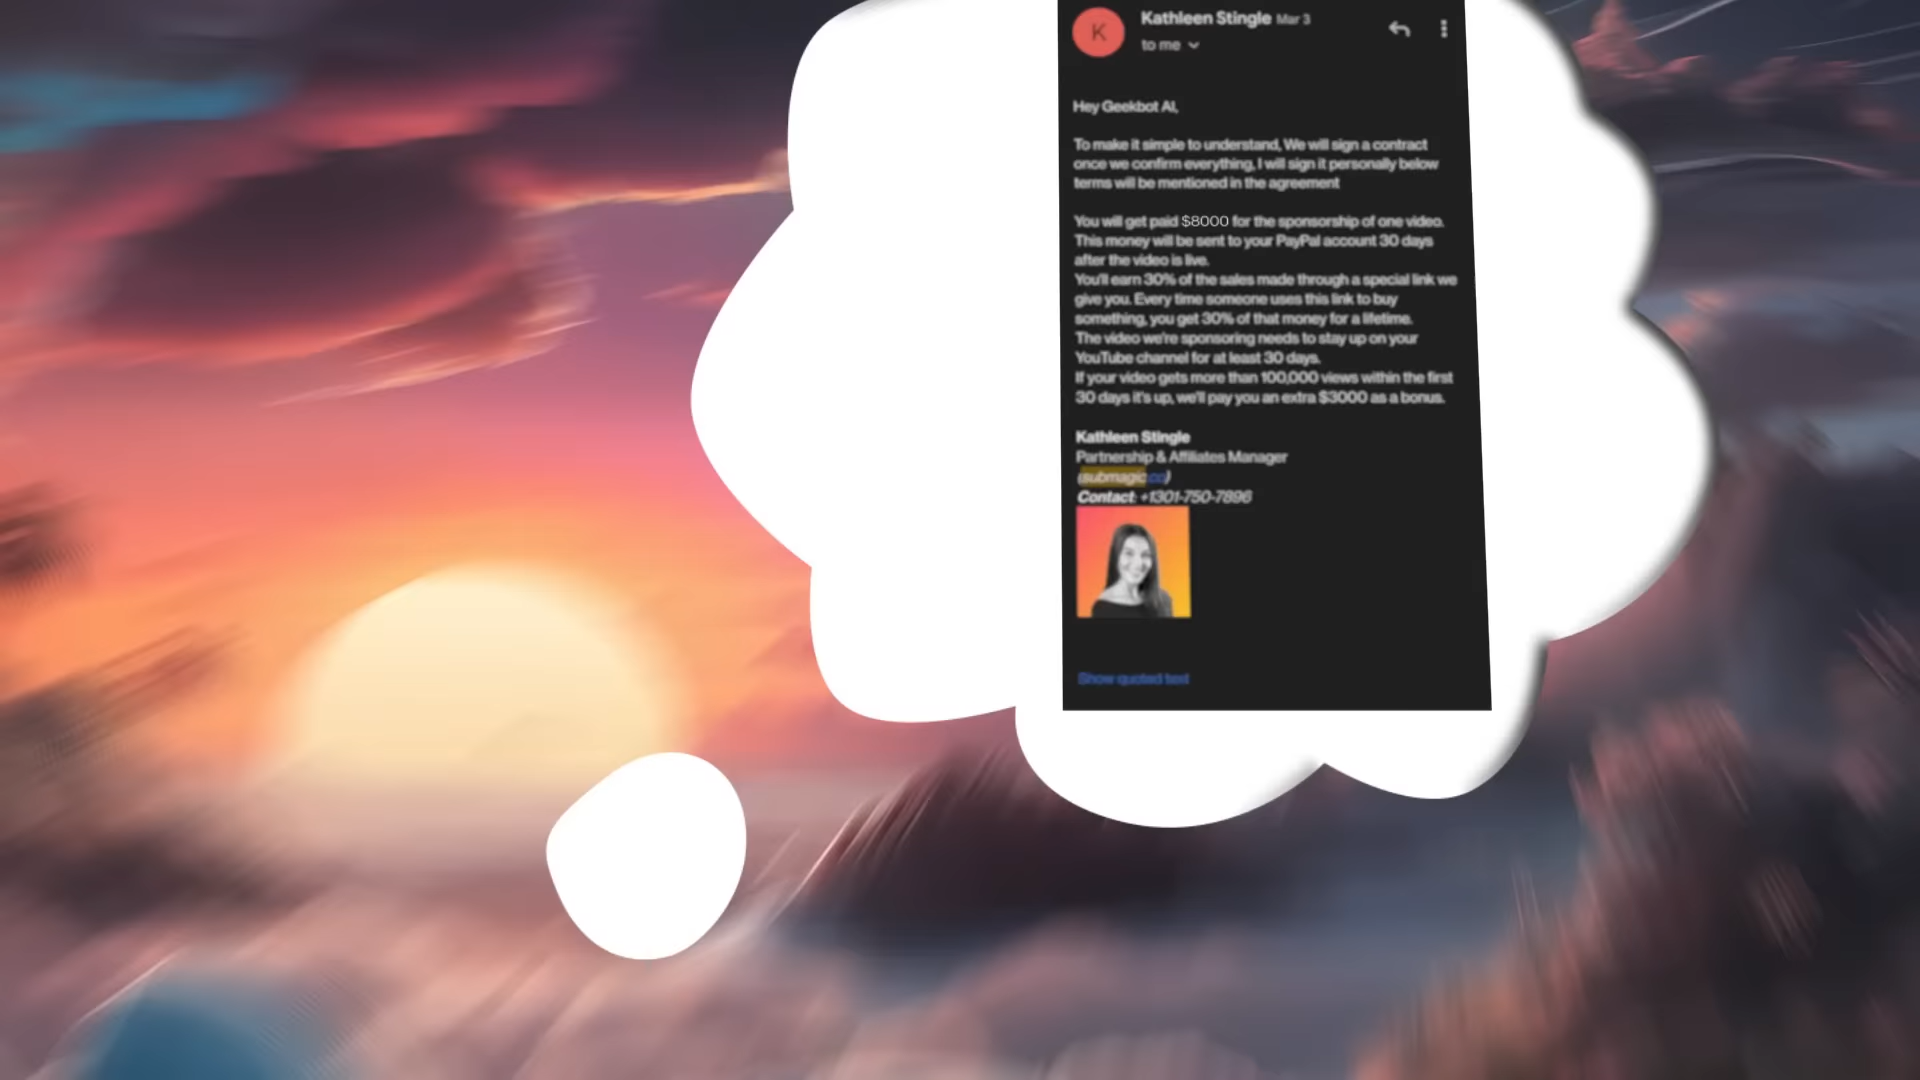 K
Kathleen Stingle Mar 3
to me
Hey Geekbot AI,
To make it simple to understand, We will sign a contract
once we confirm everything, I will sign it personally below
terms will be mentioned in the agreement
You will get paid $8000 for the sponsorship of one video.
This money will be sent to your PayPal account 30 days
after the video is live.
You'll earn 30% of the sales made through a special link we
give you. Every time someone uses this link to buy
something, you get 30% of that money for a lifetime.
The video we're sponsoring needs to stay up on your
YouTube channel for at least 30 days.
If your video gets more than 100,000 views within the first
30 days it's up, we'll pay you an extra $3000 as a bonus.
Kathleen Stingle
Partnership & Affiliates Manager
(submagic.co)
Contact: +1301-750-7896
Show quoted text